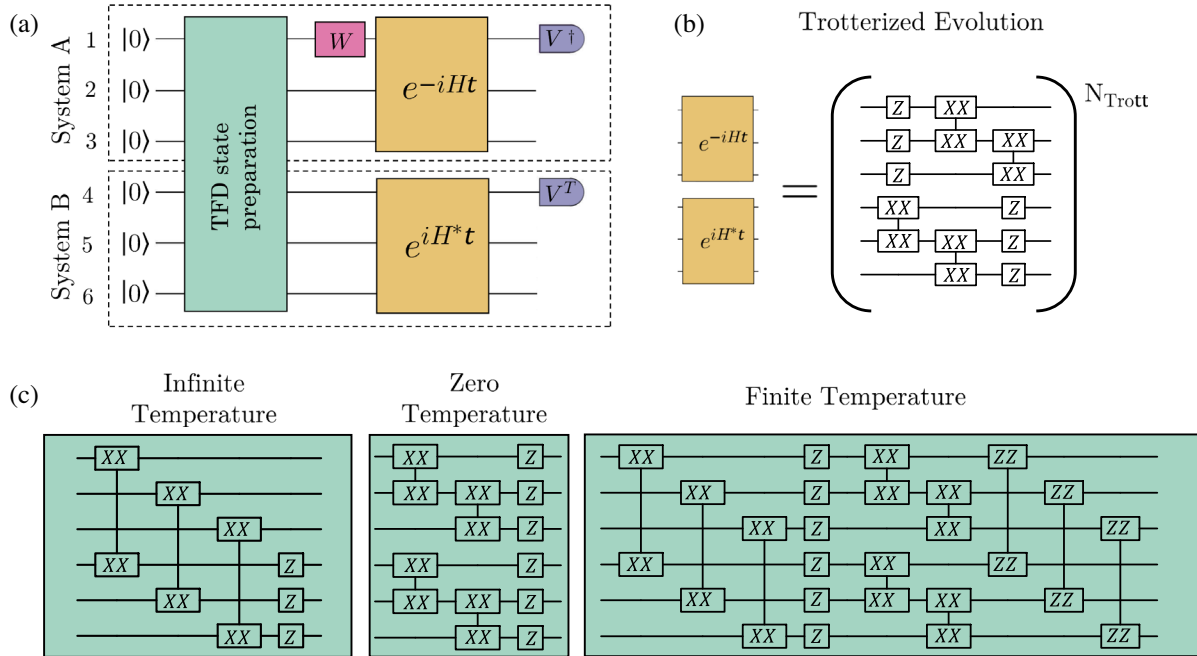 (a)
System A
1 |0⟩ W V†
2 |0⟩ e^{-iHt}
3 |0⟩
TFD state
preparation
System B
4 |0⟩ V^T
5 |0⟩ e^{iH*t}
6 |0⟩
(b) Trotterized Evolution
N_Trott
e^{-iHt}
=
e^{iH*t}
Z XX
Z XX XX
Z XX
XX Z
XX XX Z
XX Z
(c)
Infinite
Temperature
XX
XX
XX
XX Z
XX Z
XX Z
Zero
Temperature
XX Z
XX XX Z
XX Z
XX Z
XX XX Z
XX Z
Finite Temperature
XX Z XX ZZ
XX Z XX XX ZZ
XX Z XX ZZ
XX Z XX ZZ
XX Z XX XX ZZ
XX Z XX ZZ